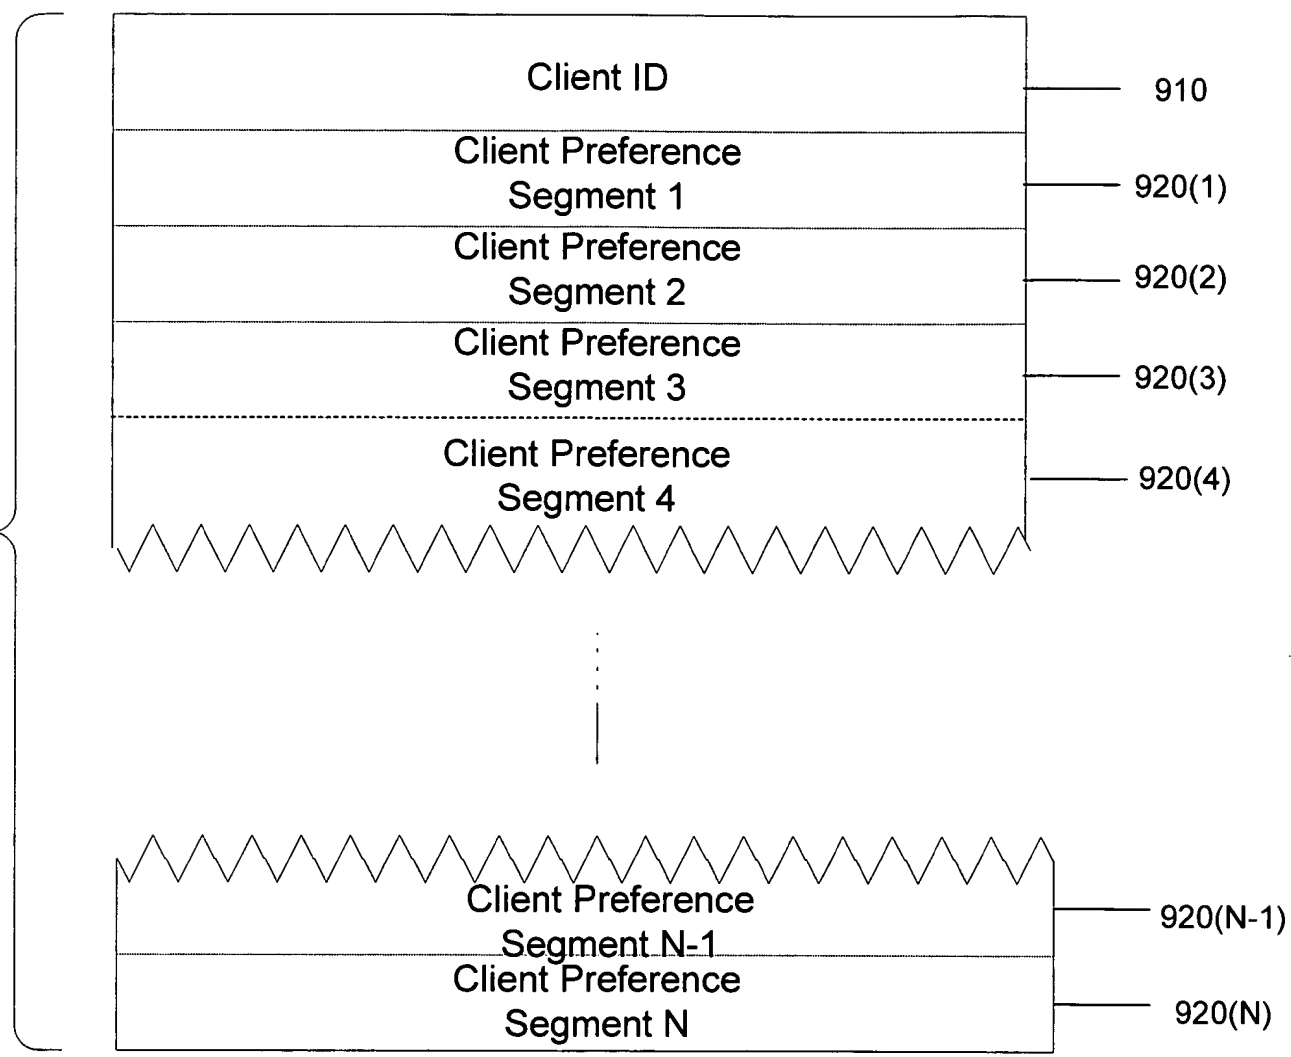 Client ID
910
Client Preference
Segment 1
920(1)
Client Preference
Segment 2
920(2)
Client Preference
Segment 3
920(3)
Client Preference
Segment 4
920(4)
Client Preference
Segment N-1
920(N-1)
Client Preference
Segment N
920(N)